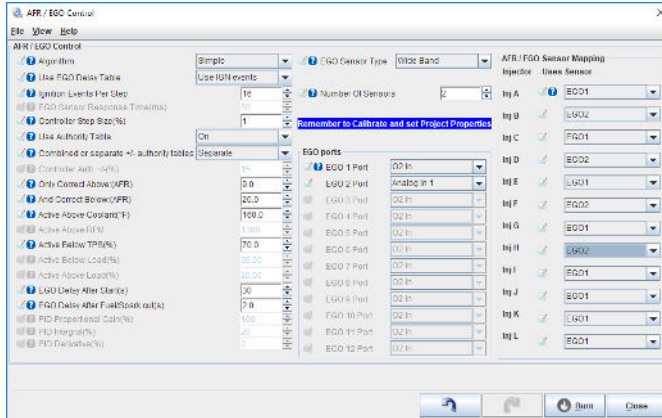 AFR / EGO Control
File View Help
AFR / EGO Control
Algorithm Simple
Use EGO Delay Table Use IGN events
Ignition Events Per Step 16
EGO Sensor Response Time(ms) 50
Controller Step Size(%) 1
Use Authority Table On
Combined or separate +/- authority tables Separate
Controller Auth +/-(%) 15
Only Correct Above:(AFR) 9.0
And Correct Below:(AFR) 20.0
Active Above Coolant(°F) 160.0
Active Above RPM 1300
Active Below TPS(%) 70.0
Active Below Load(%)
Active Above Load(%) 20.00
EGO Delay After Start(s) 30
EGO Delay After Fuel/Spark cut(s) 2.0
PID Proportional Gain(%) 100
PID Integral(%) 20
PID Derivative(%) 0
EGO Sensor Type Wide Band
Number Of Sensors 2
Remember to Calibrate and set Project Properties
EGO ports
EGO 1 Port O2 In
EGO 2 Port Analog in 1
EGO 3 Port O2 In
EGO 4 Port O2 In
EGO 5 Port O2 In
EGO 6 Port O2 In
EGO 7 Port O2 In
EGO 8 Port O2 In
EGO 9 Port O2 In
EGO 10 Port O2 In
EGO 11 Port O2 In
EGO 12 Port O2 In
AFR / EGO Sensor Mapping
Injector Uses Sensor
Inj A EGO1
Inj B EGO2
Inj C EGO1
Inj D EGO2
Inj E EGO1
Inj F EGO2
Inj G EGO1
Inj H EGO2
Inj I EGO1
Inj J EGO1
Inj K EGO1
Inj L EGO1
Burn Close